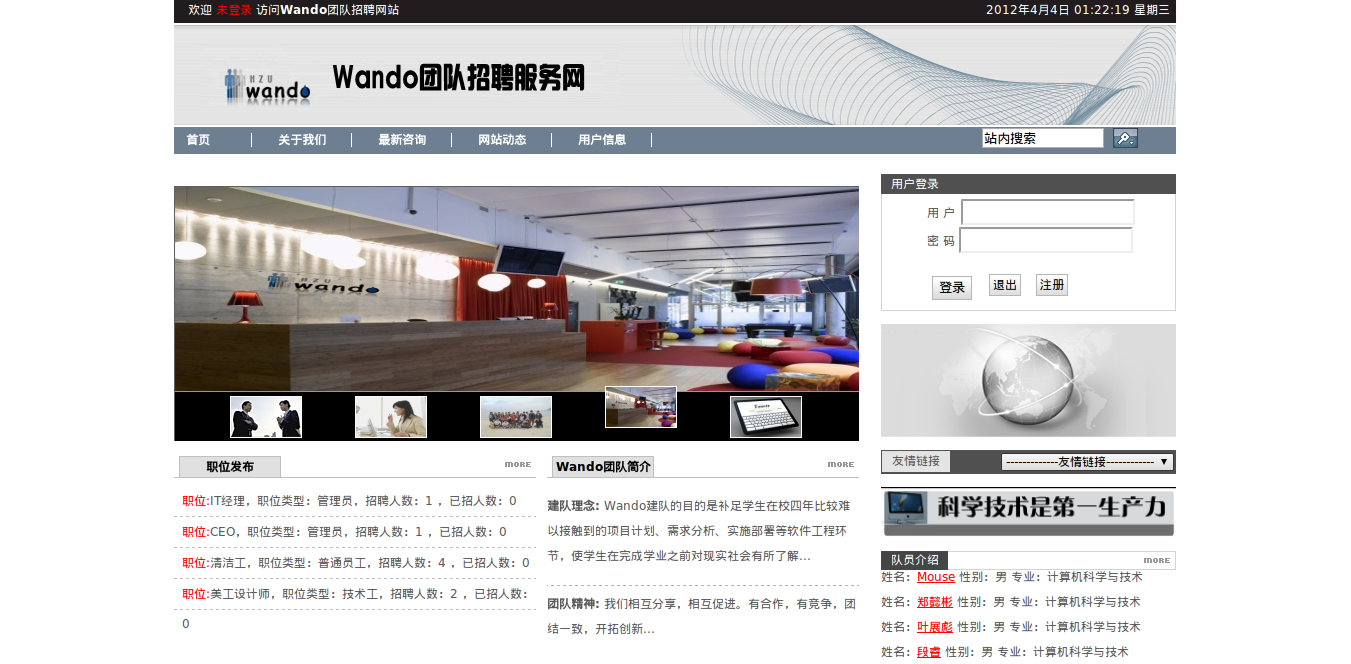 欢迎 未登录 访问Wando团队招聘网站
2012年4月4日 01:22:19 星期三
HZU
wando
Wando团队招聘服务网
首页 关于我们 最新咨询 网站动态 用户信息
站内搜索
HZU
wando
用户登录
用 户
密 码
登录 退出 注册
职位发布 more
职位:IT经理，职位类型：管理员，招聘人数：1 ，已招人数：0
职位:CEO，职位类型：管理员，招聘人数：1 ，已招人数：0
职位:清洁工，职位类型：普通员工，招聘人数：4 ，已招人数：0
职位:美工设计师，职位类型：技术工，招聘人数：2 ，已招人数：
0
Wando团队简介 more
建队理念: Wando建队的目的是补足学生在校四年比较难
以接触到的项目计划、需求分析、实施部署等软件工程环
节，使学生在完成学业之前对现实社会有所了解...
团队精神: 我们相互分享，相互促进。有合作，有竞争，团
结一致，开拓创新...
友情链接 ------------友情链接------------
科学技术是第一生产力
队员介绍 more
姓名：Mouse 性别：男 专业：计算机科学与技术
姓名：郑懿彬 性别：男 专业：计算机科学与技术
姓名：叶展彪 性别：男 专业：计算机科学与技术
姓名：段睿 性别：男 专业：计算机科学与技术